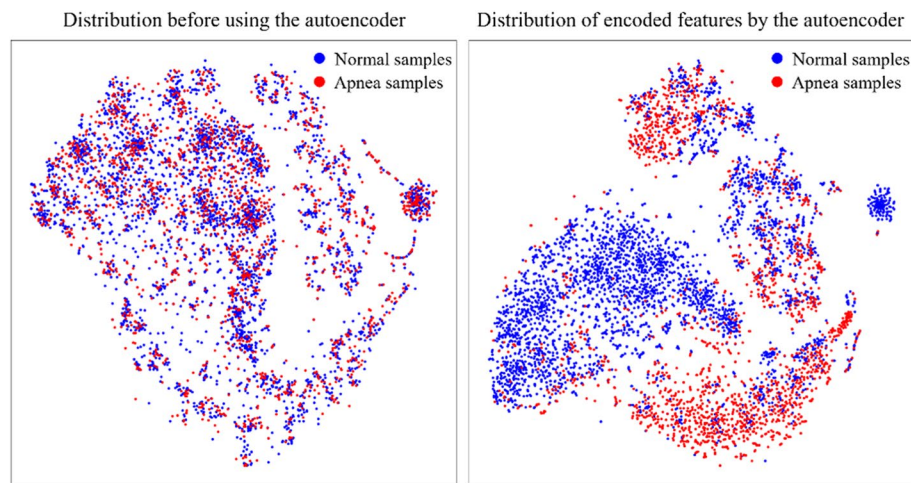 Distribution before using the autoencoder
Normal samples
Apnea samples
Distribution of encoded features by the autoencoder
Normal samples
Apnea samples